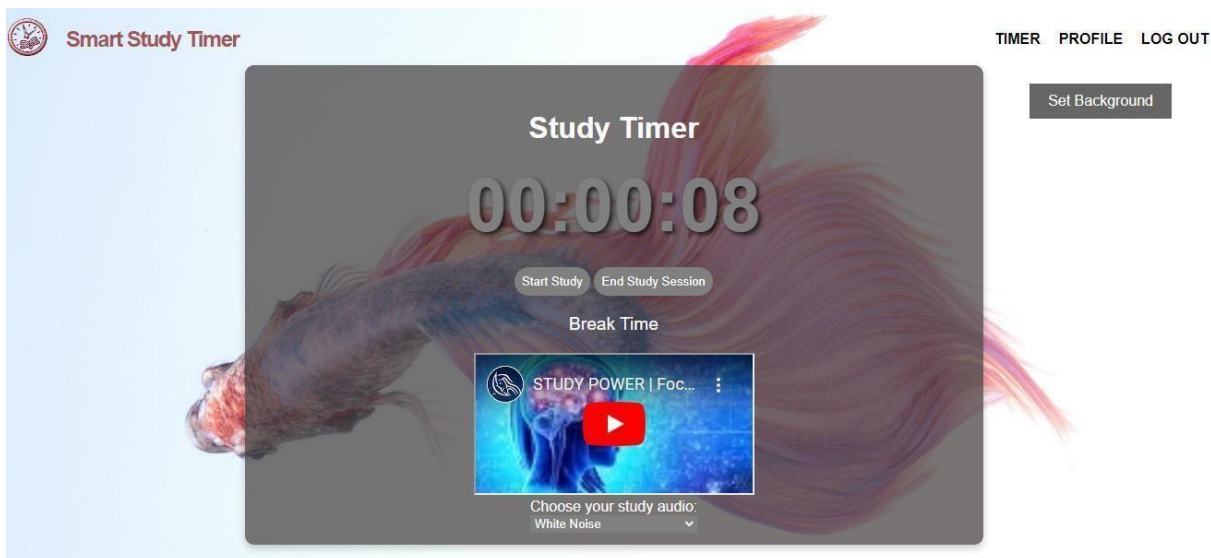 Smart Study Timer
TIMER PROFILE LOG OUT
Set Background
Study Timer
00:00:08
Start Study End Study Session
Break Time
STUDY POWER | Foc...
Choose your study audio:
White Noise